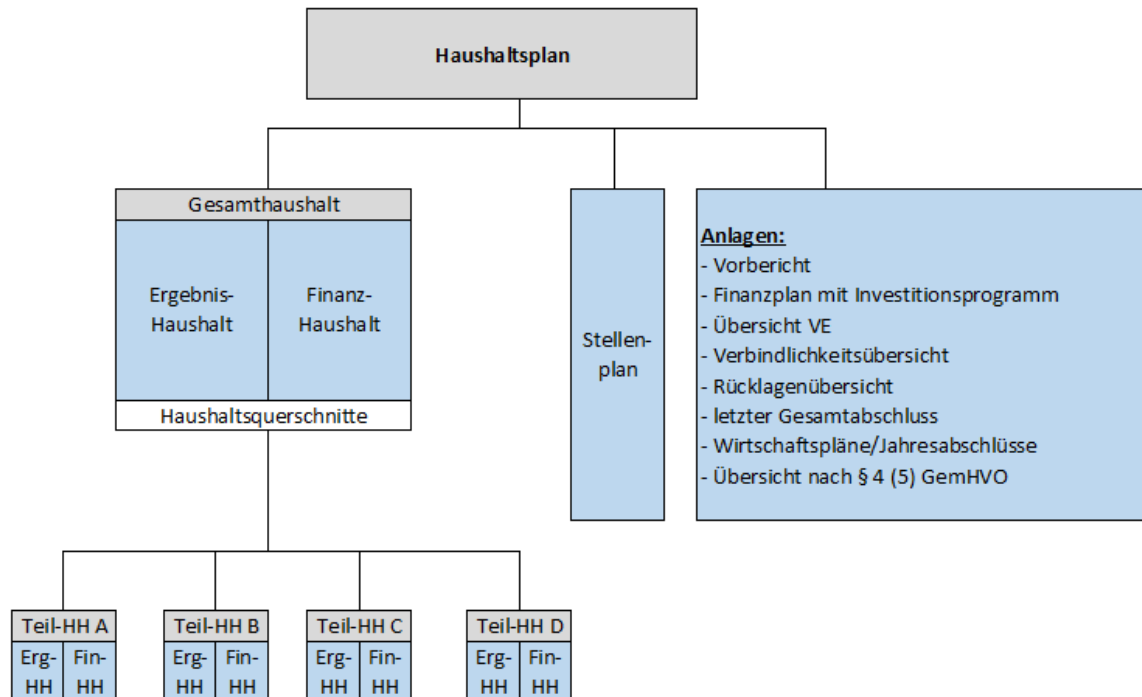 Haushaltsplan
Gesamthaushalt
Ergebnis-
Haushalt
Finanz-
Haushalt
Haushaltsquerschnitte
Stellen-
plan
Anlagen:
- Vorbericht
- Finanzplan mit Investitionsprogramm
- Übersicht VE
- Verbindlichkeitsübersicht
- Rücklagenübersicht
- letzter Gesamtabschluss
- Wirtschaftspläne/Jahresabschlüsse
- Übersicht nach § 4 (5) GemHVO
Teil-HH A
Erg-
HH
Fin-
HH
Teil-HH B
Erg-
HH
Fin-
HH
Teil-HH C
Erg-
HH
Fin-
HH
Teil-HH D
Erg-
HH
Fin-
HH